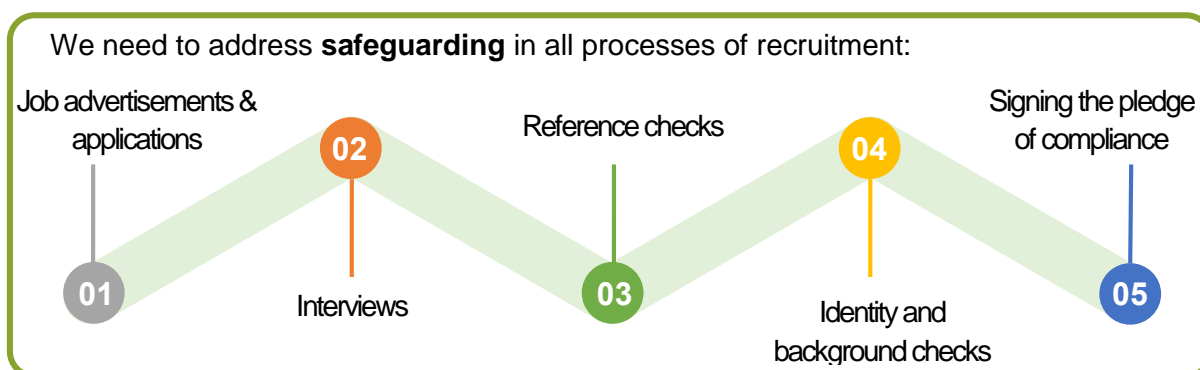 We need to address safeguarding in all processes of recruitment:
Job advertisements &
applications
01
02
Interviews
Reference checks
03
04
Identity and
background checks
Signing the pledge
of compliance
05